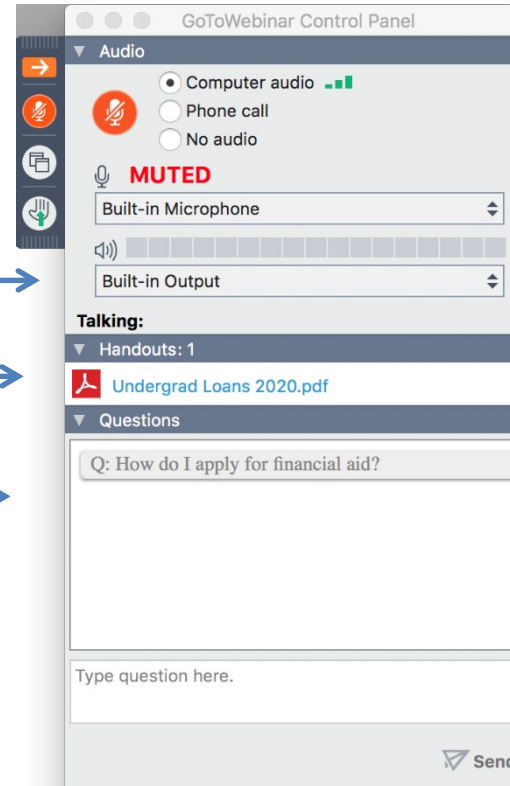 GoToWebinar Control Panel
Audio
Computer audio
Phone call
No audio
MUTED
Built-in Microphone
Built-in Output
Talking:
Handouts: 1
Undergrad Loans 2020.pdf
Questions
Q: How do I apply for financial aid?
Type question here.
Send